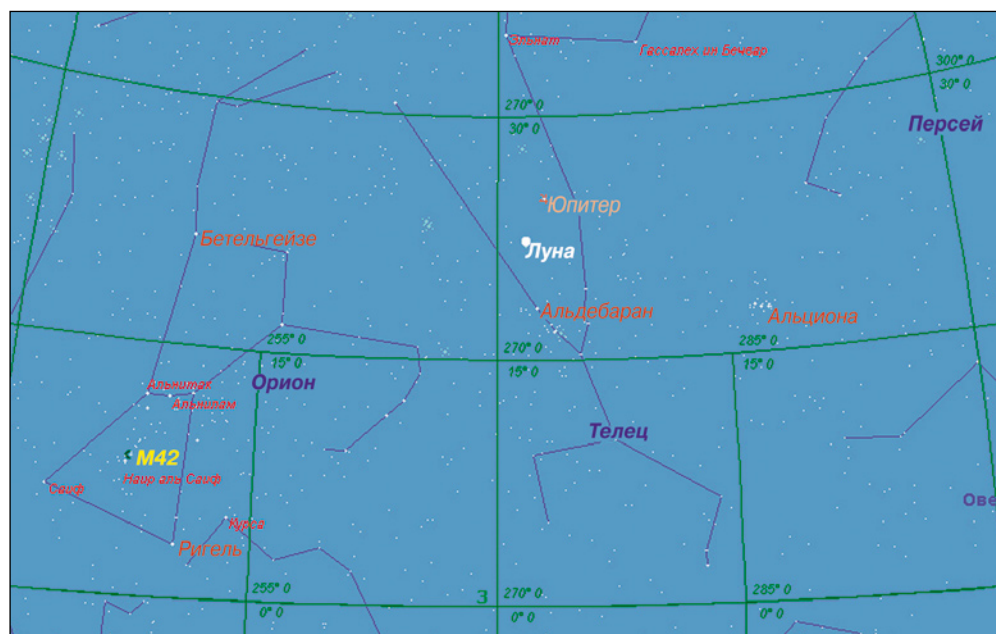 Эльнат
Гассалех ин Бечвар
300° 0
30° 0
270° 0
30° 0
Персей
Юпитер
Бетельгейзе
Луна
Альдебаран
Альциона
255° 0
15° 0
270° 0
15° 0
285° 0
15° 0
Орион
Альнитак
Альнилам
Телец
М42
Наир аль Саиф
Саиф
Ове
Курса
Ригель
255° 0
0° 0
З
270° 0
0° 0
285° 0
0° 0